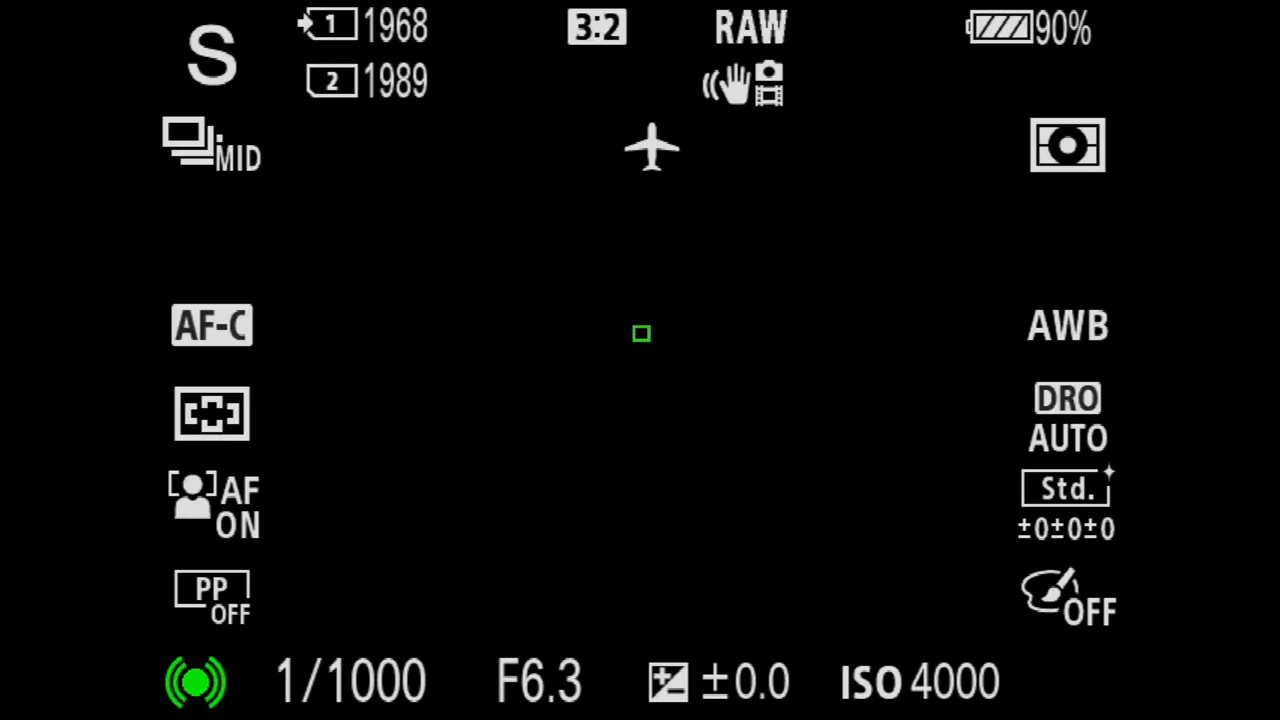 S 1 1968 3:2 RAW 90%
2 1989
MID
AF-C AWB
DRO
AUTO
AF Std.
ON ±0±0±0
PP
OFF OFF
1/1000 F6.3 ±0.0 ISO 4000